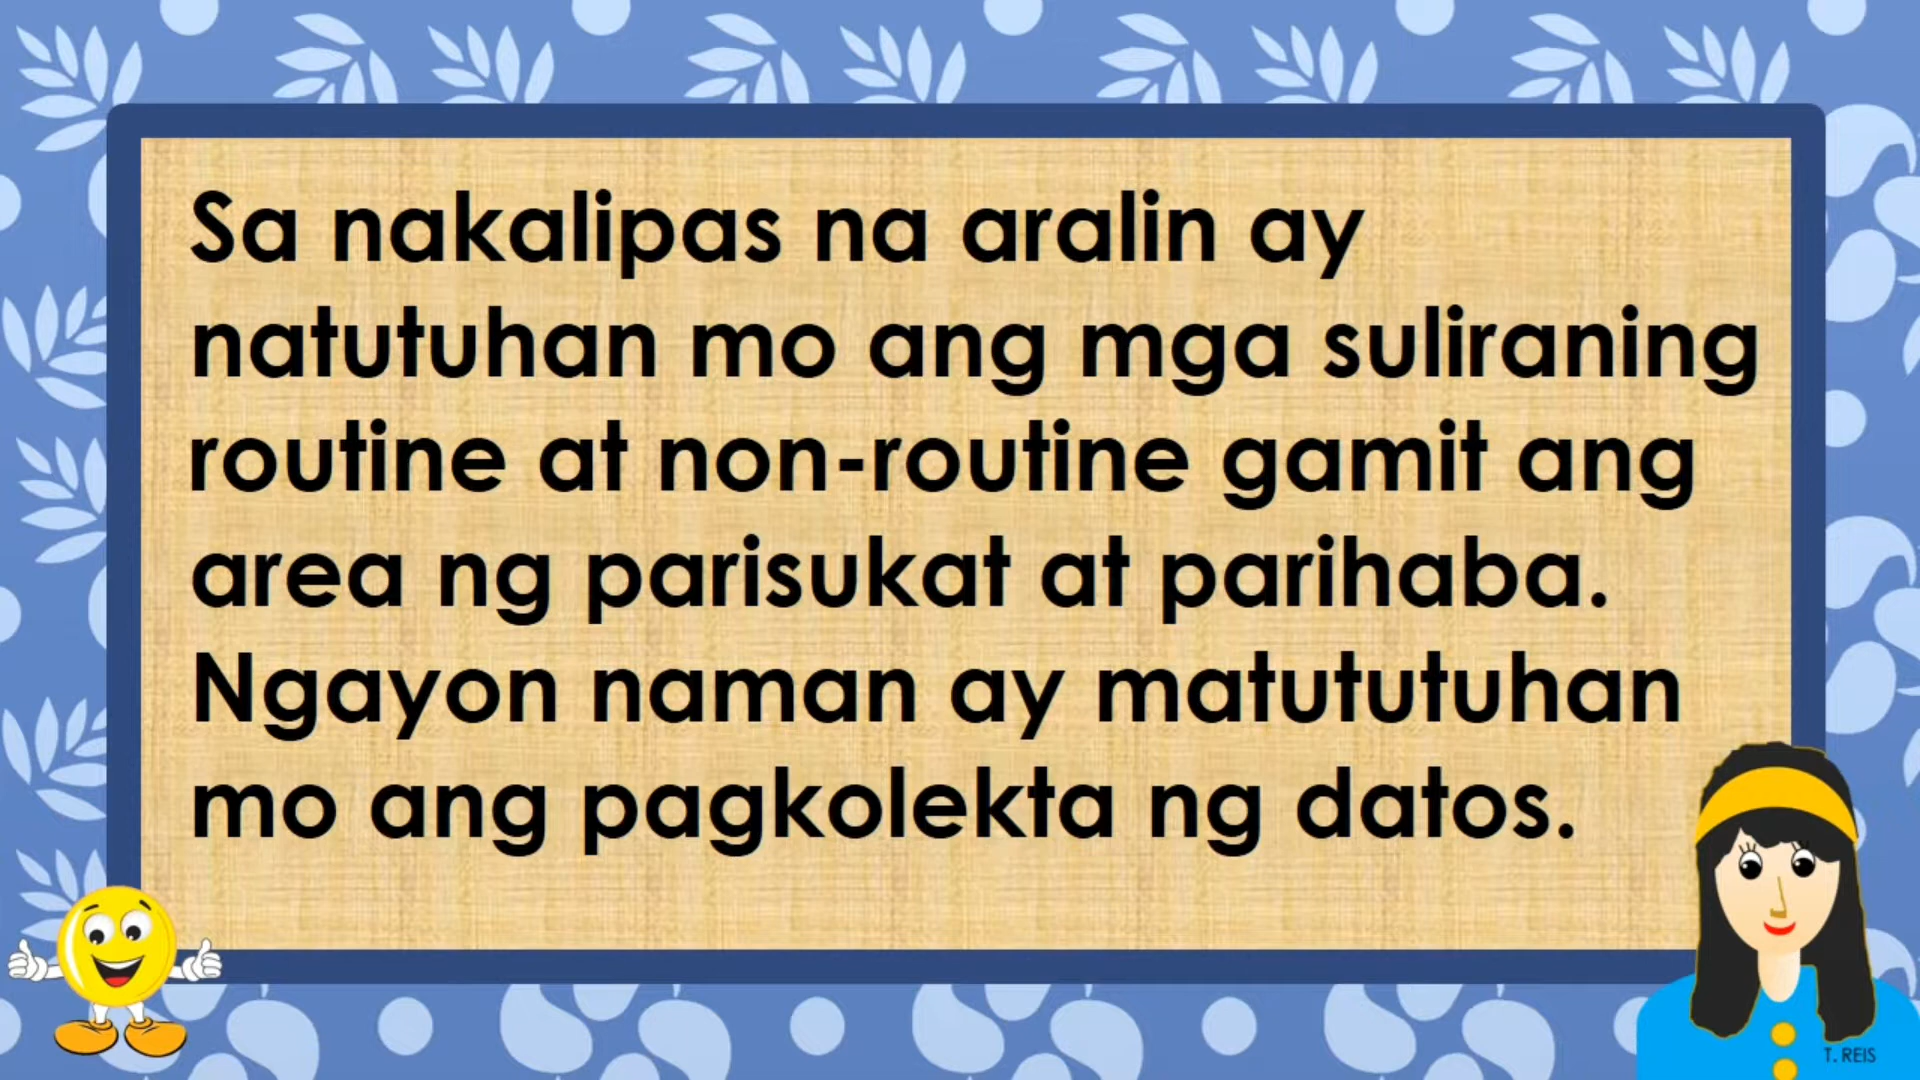 Sa nakalipas na aralin ay
natutuhan mo ang mga suliraning
routine at non-routine gamit ang
area ng parisukat at parihaba.
Ngayon naman ay matututuhan
mo ang pagkolekta ng datos.
T. REIS